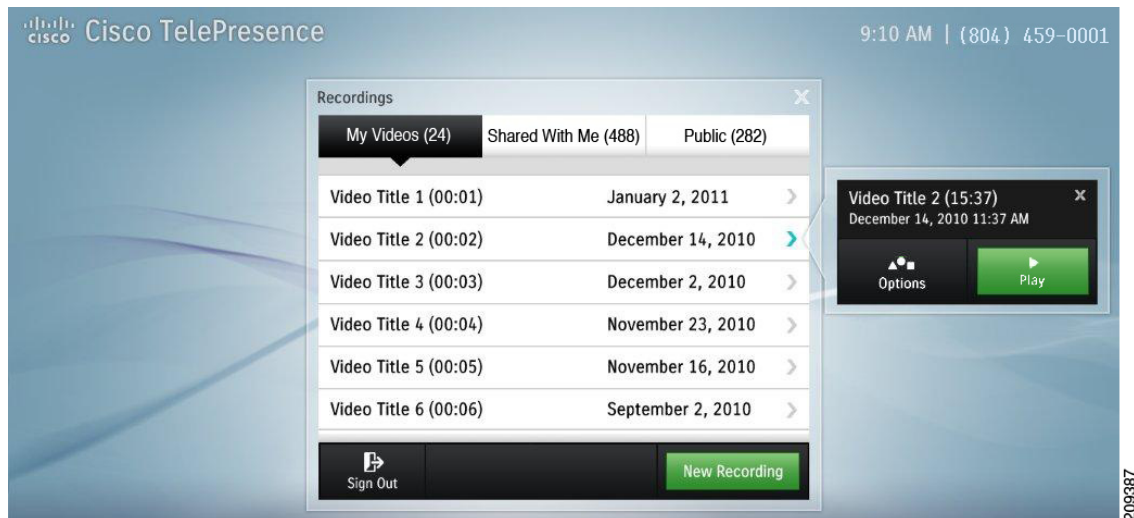 cisco Cisco TelePresence
9:10 AM | (804) 459-0001
Recordings X
My Videos (24) Shared With Me (488) Public (282)
Video Title 1 (00:01) January 2, 2011
Video Title 2 (00:02) December 14, 2010
Video Title 3 (00:03) December 2, 2010
Video Title 4 (00:04) November 23, 2010
Video Title 5 (00:05) November 16, 2010
Video Title 6 (00:06) September 2, 2010
Sign Out
New Recording
Video Title 2 (15:37) X
December 14, 2010 11:37 AM
Options
Play
209387